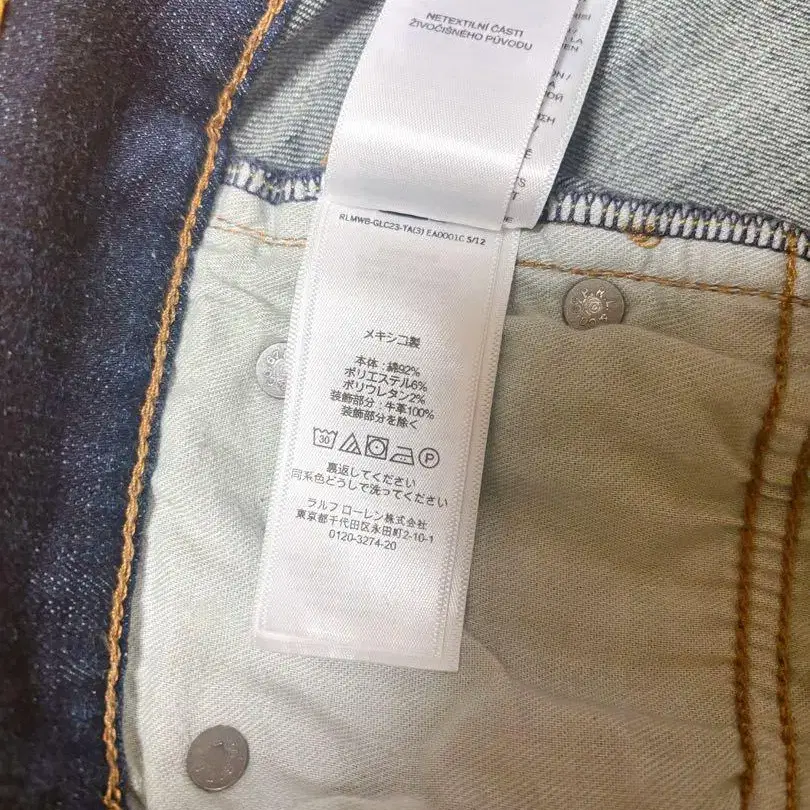 NETEXTILNÍ ČÁSTI
ŽIVOČIŠNÉHO PŮVODU
RLMWB-GLC23-TA(3) EA0001C 5/12
メキシコ製
本体：綿92%
ポリエステル6%
ポリウレタン2%
装飾部分：牛革100%
装飾部分を除く
30
P
裏返してください
同系色どうしで洗ってください
ラルフ ローレン株式会社
東京都千代田区永田町2-10-1
0120-3274-20